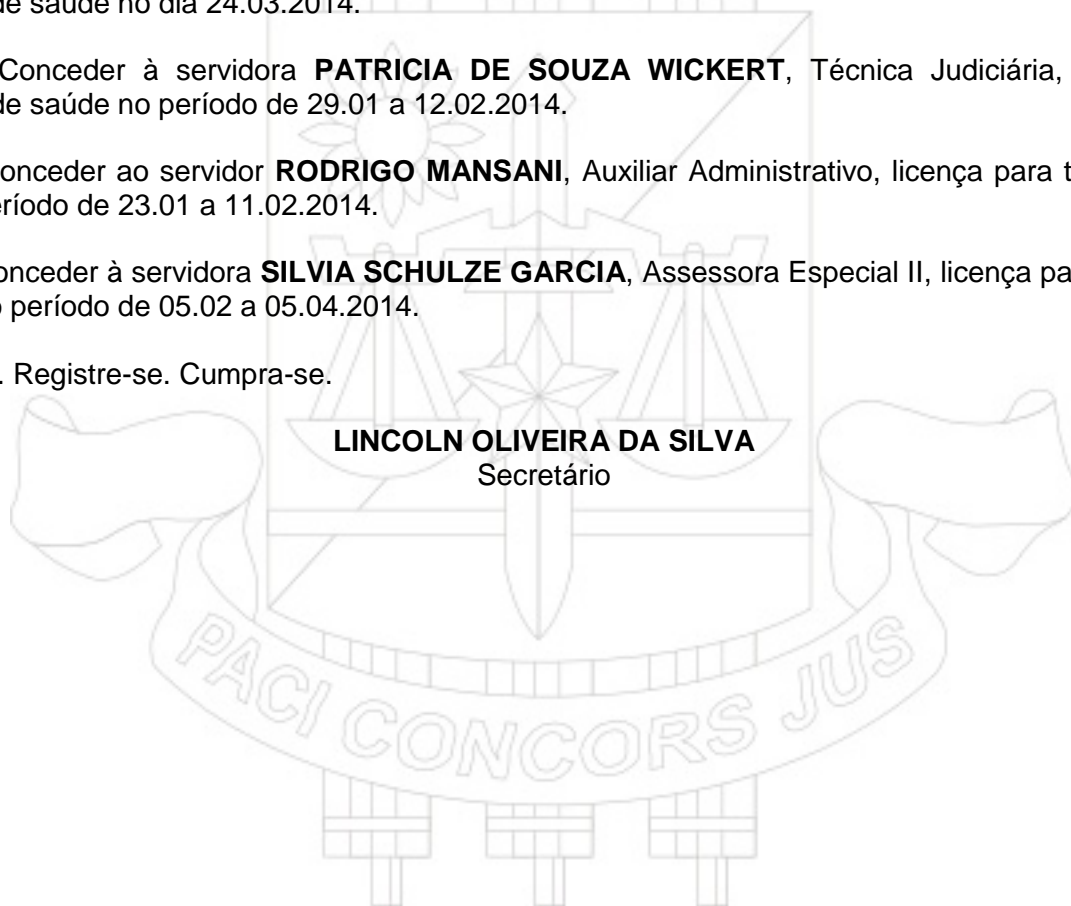 de saúde no dia 24.03.2014.
Conceder à servidora PATRICIA DE SOUZA WICKERT, Técnica Judiciária,
de saúde no período de 29.01 a 12.02.2014.
onceder ao servidor RODRIGO MANSANI, Auxiliar Administrativo, licença para t
eríodo de 23.01 a 11.02.2014.
onceder à servidora SILVIA SCHULZE GARCIA, Assessora Especial II, licença pa
o período de 05.02 a 05.04.2014.
. Registre-se. Cumpra-se.
LINCOLN OLIVEIRA DA SILVA
Secretário
PACI CONCORS JUS